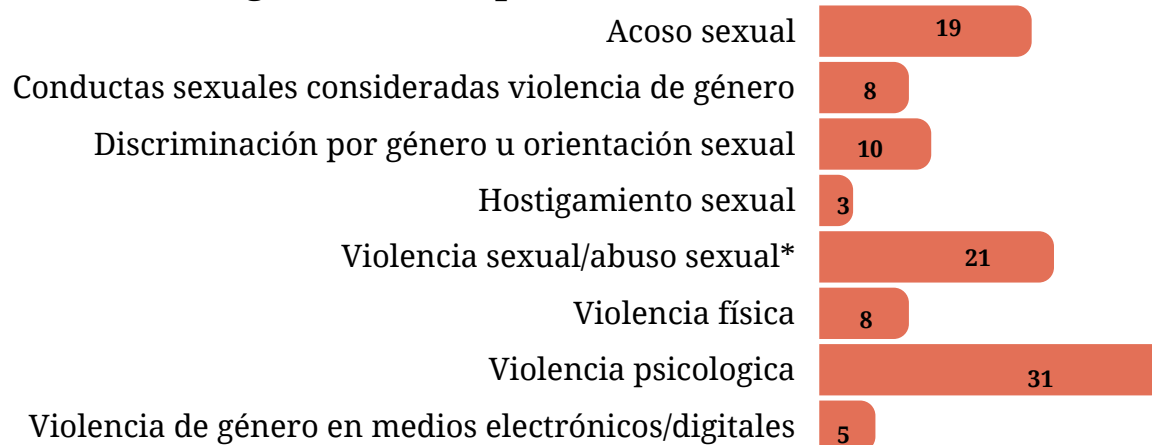 Acoso sexual 19
Conductas sexuales consideradas violencia de género 8
Discriminación por género u orientación sexual 10
Hostigamiento sexual 3
Violencia sexual/abuso sexual* 21
Violencia física 8
Violencia psicologica 31
Violencia de género en medios electrónicos/digitales 5